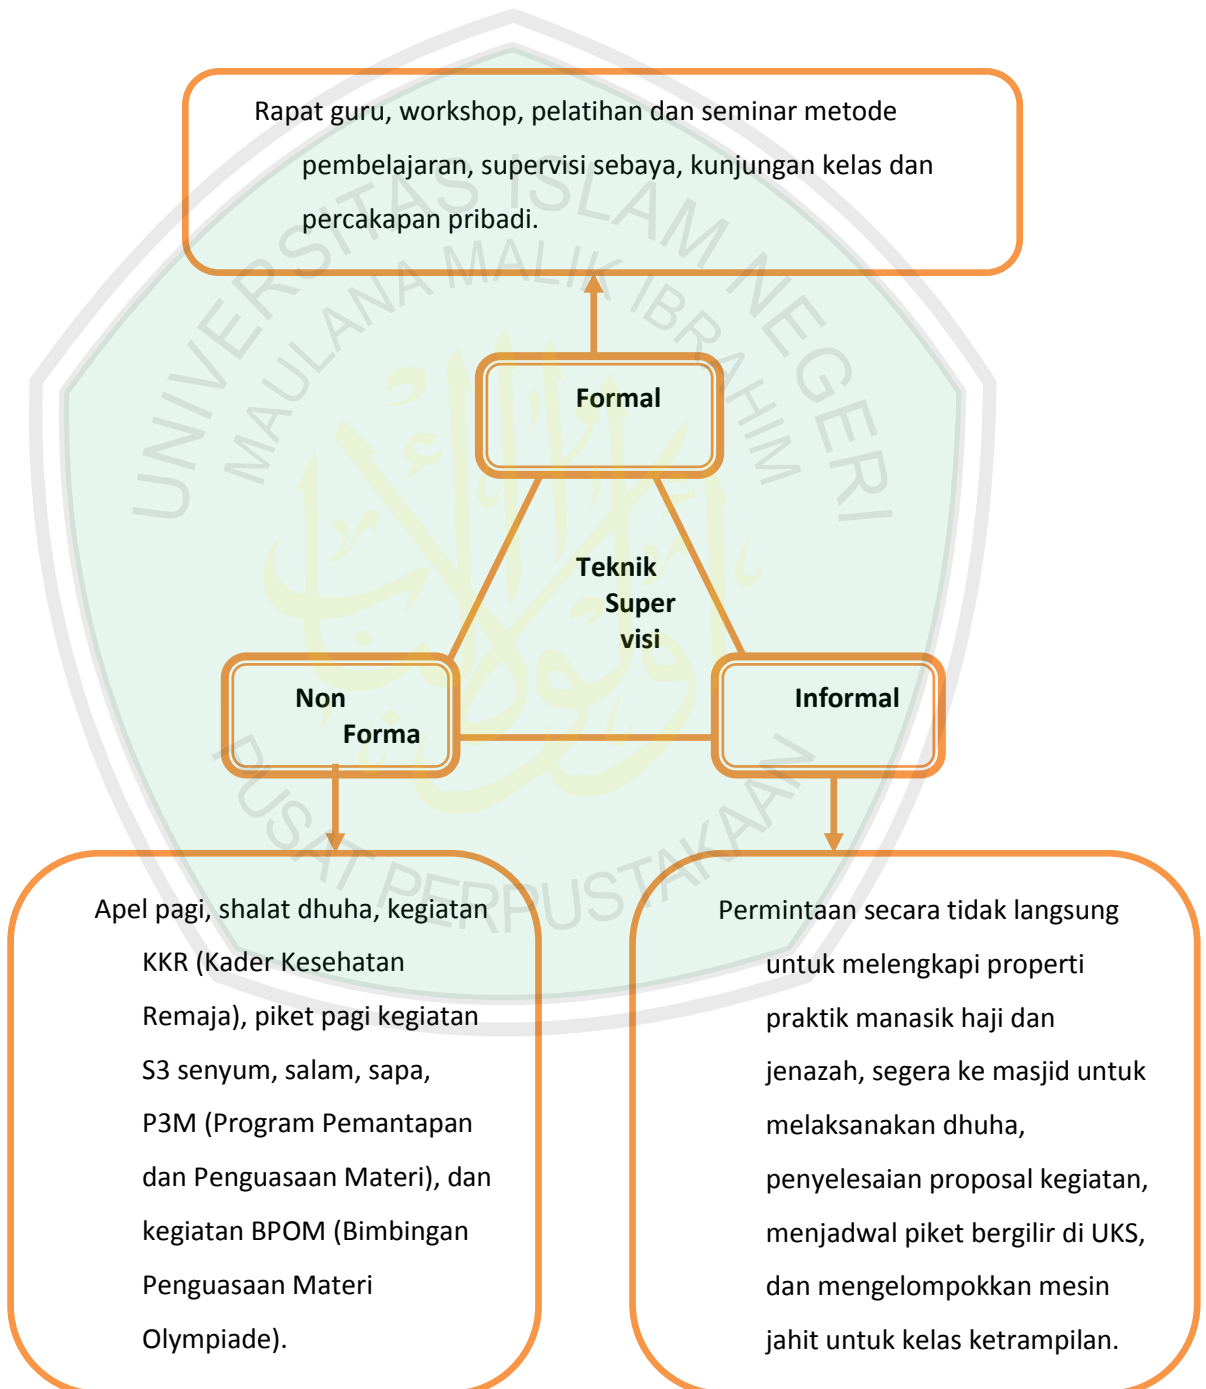 Rapat guru, workshop, pelatihan dan seminar metode
pembelajaran, supervisi sebaya, kunjungan kelas dan
percakapan pribadi.
UNIVERSITAS ISLAM NEGERI
MAULANA MALIK IBRAHIM
Formal
Teknik
Super
visi
Non
Forma
Informal
PUSAT PERPUSTAKAAN
Apel pagi, shalat dhuha, kegiatan
KKR (Kader Kesehatan
Remaja), piket pagi kegiatan
S3 senyum, salam, sapa,
P3M (Program Pemantapan
dan Penguasaan Materi), dan
kegiatan BPOM (Bimbingan
Penguasaan Materi
Olympiade).
Permintaan secara tidak langsung
untuk melengkapi properti
praktik manasik haji dan
jenazah, segera ke masjid untuk
melaksanakan dhuha,
penyelesaian proposal kegiatan,
menjadwal piket bergilir di UKS,
dan mengelompokkan mesin
jahit untuk kelas ketrampilan.